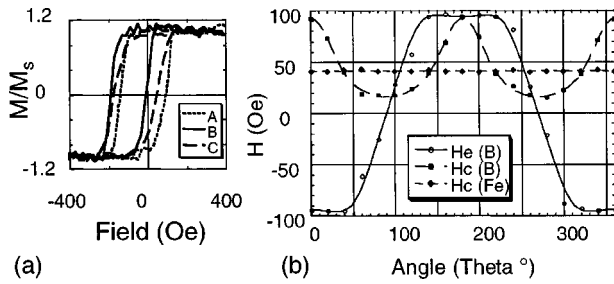 M/Ms
1.2
0
-1.2
-400
0
400
Field (Oe)
A
B
C
(a)
H (Oe)
100
50
0
-50
-100
He (B)
Hc (B)
Hc (Fe)
0
100
200
300
Angle (Theta °)
(b)